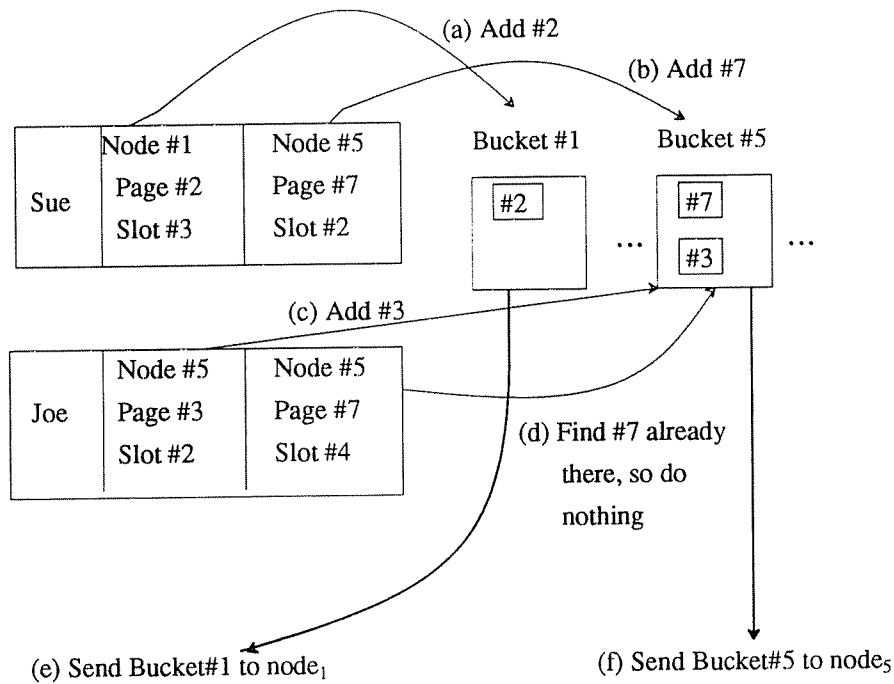 (a) Add #2
(b) Add #7
Node #1
Page #2
Slot #3
Node #5
Page #7
Slot #2
Sue
Bucket #1
#2
...
Bucket #5
#7
#3
...
(c) Add #3
Joe
Node #5
Page #3
Slot #2
Node #5
Page #7
Slot #4
(d) Find #7 already
there, so do
nothing
(e) Send Bucket#1 to node₁
(f) Send Bucket#5 to node₅